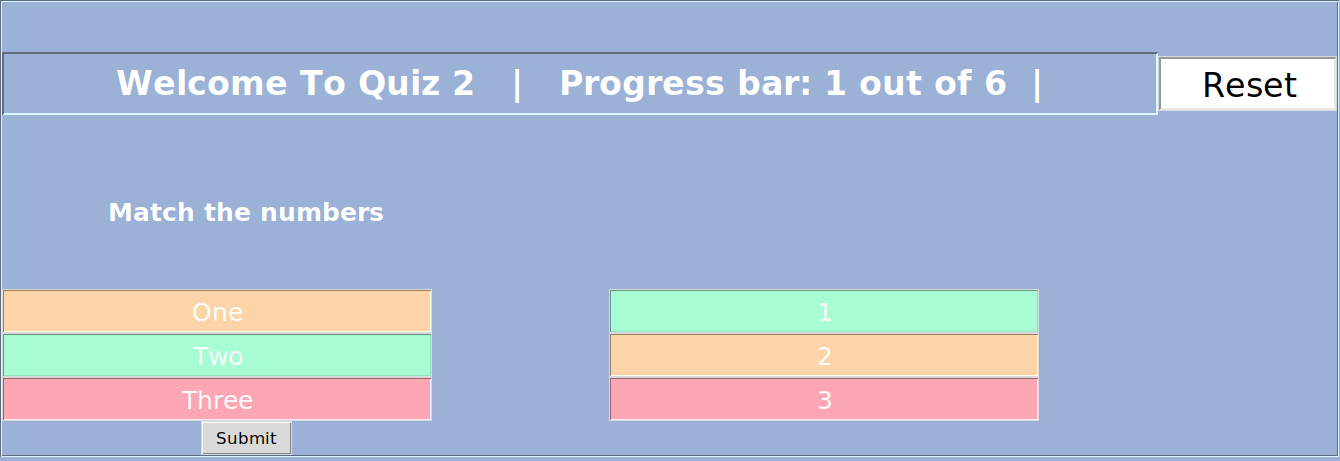 Welcome To Quiz 2 | Progress bar: 1 out of 6 | Reset
Match the numbers
One 1
Two 2
Three 3
Submit